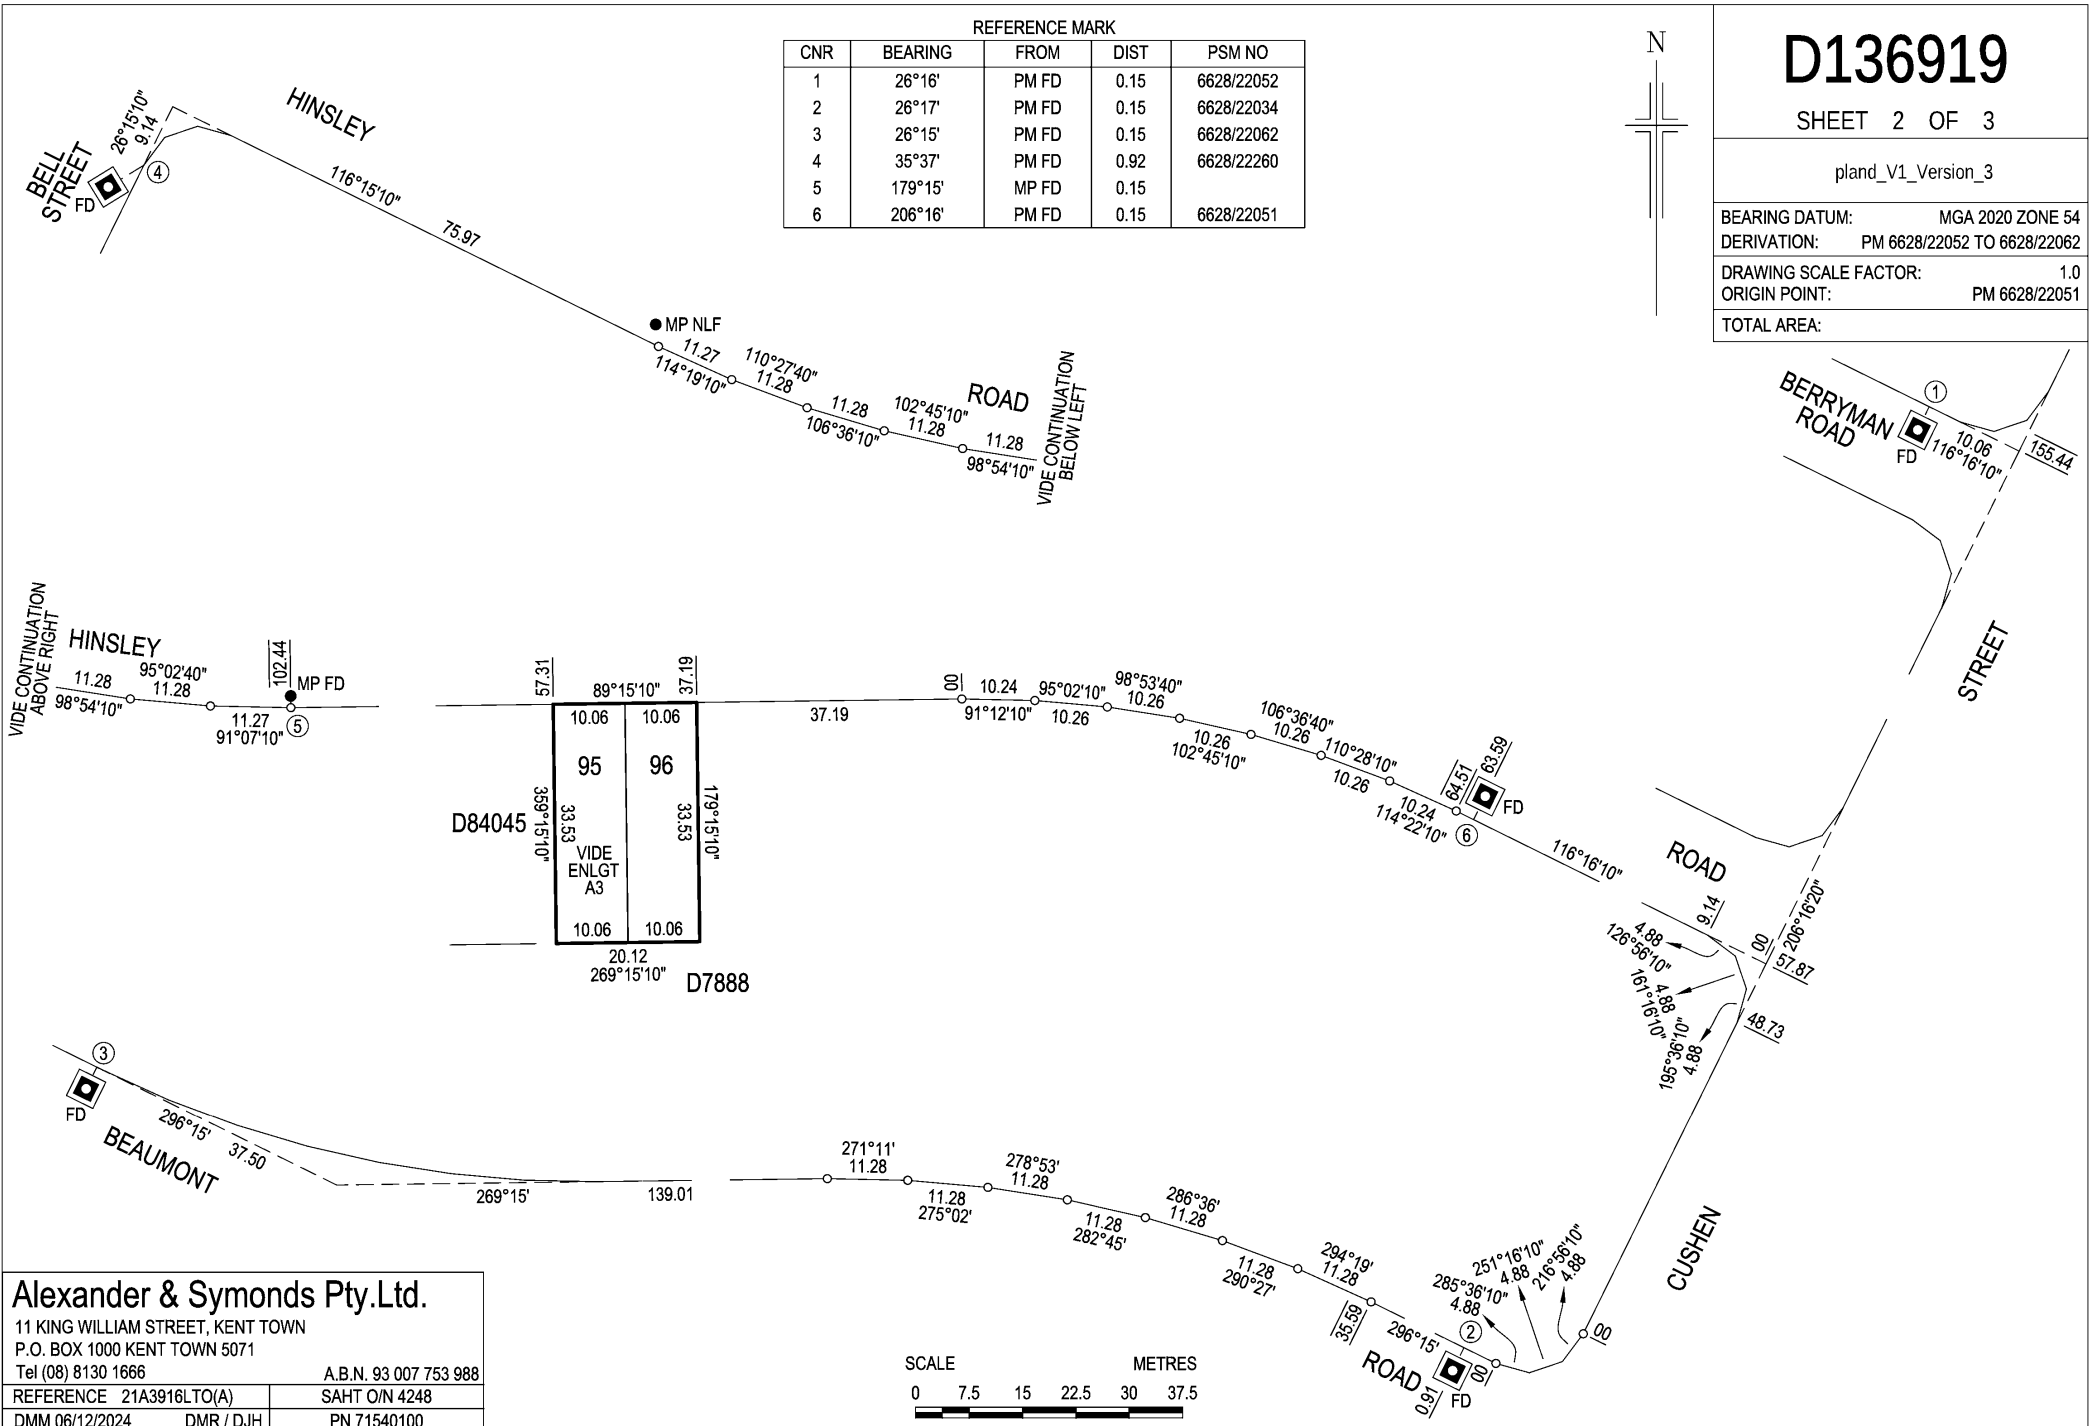 REFERENCE MARK
CNR BEARING FROM DIST PSM NO
1 26°16' PM FD 0.15 6628/22052
2 26°17' PM FD 0.15 6628/22034
3 26°15' PM FD 0.15 6628/22062
4 35°37' PM FD 0.92 6628/22260
5 179°15' MP FD 0.15
6 206°16' PM FD 0.15 6628/22051
N
D136919
SHEET 2 OF 3
pland_V1_Version_3
BEARING DATUM: MGA 2020 ZONE 54
DERIVATION: PM 6628/22052 TO 6628/22062
DRAWING SCALE FACTOR: 1.0
ORIGIN POINT: PM 6628/22051
TOTAL AREA:
HINSLEY
26°15'10"
9.14
BELL
STREET
FD
4
116°15'10"
75.97
MP NLF
11.27
114°19'10"
110°27'40"
11.28
11.28
106°36'10"
102°45'10"
11.28
ROAD
11.28
98°54'10"
VIDE CONTINUATION
BELOW LEFT
BERRYMAN
ROAD
1
FD
10.06
116°16'10"
155.44
STREET
VIDE CONTINUATION
ABOVE RIGHT
HINSLEY
11.28
98°54'10"
95°02'40"
11.28
11.27
91°07'10"
102.44
MP FD
5
57.31
89°15'10"
37.19
10.06
10.06
95
96
D84045
359°15'10"
33.53
33.53
179°15'10"
VIDE
ENLGT
A3
10.06
10.06
20.12
269°15'10"
D7888
37.19
00
10.24
91°12'10"
95°02'10"
10.26
98°53'40"
10.26
10.26
102°45'10"
106°36'40"
10.26
110°28'10"
10.26
10.24
114°22'10"
64.51
63.59
FD
6
116°16'10"
ROAD
9.14
00
206°16'20"
57.87
4.88
126°56'10"
4.88
161°16'10"
195°36'10"
4.88
48.73
3
FD
296°15'
37.50
BEAUMONT
269°15'
139.01
271°11'
11.28
11.28
275°02'
278°53'
11.28
11.28
282°45'
286°36'
11.28
11.28
290°27'
294°19'
11.28
35.59
296°15'
2
ROAD
0.91
FD
00
285°36'10"
4.88
251°16'10"
4.88
216°56'10"
4.88
00
CUSHEN
Alexander & Symonds Pty.Ltd.
11 KING WILLIAM STREET, KENT TOWN
P.O. BOX 1000 KENT TOWN 5071
Tel (08) 8130 1666 A.B.N. 93 007 753 988
REFERENCE 21A3916LTO(A) SAHT O/N 4248
DMM 06/12/2024 DMR / DJH PN 71540100
SCALE METRES
0 7.5 15 22.5 30 37.5